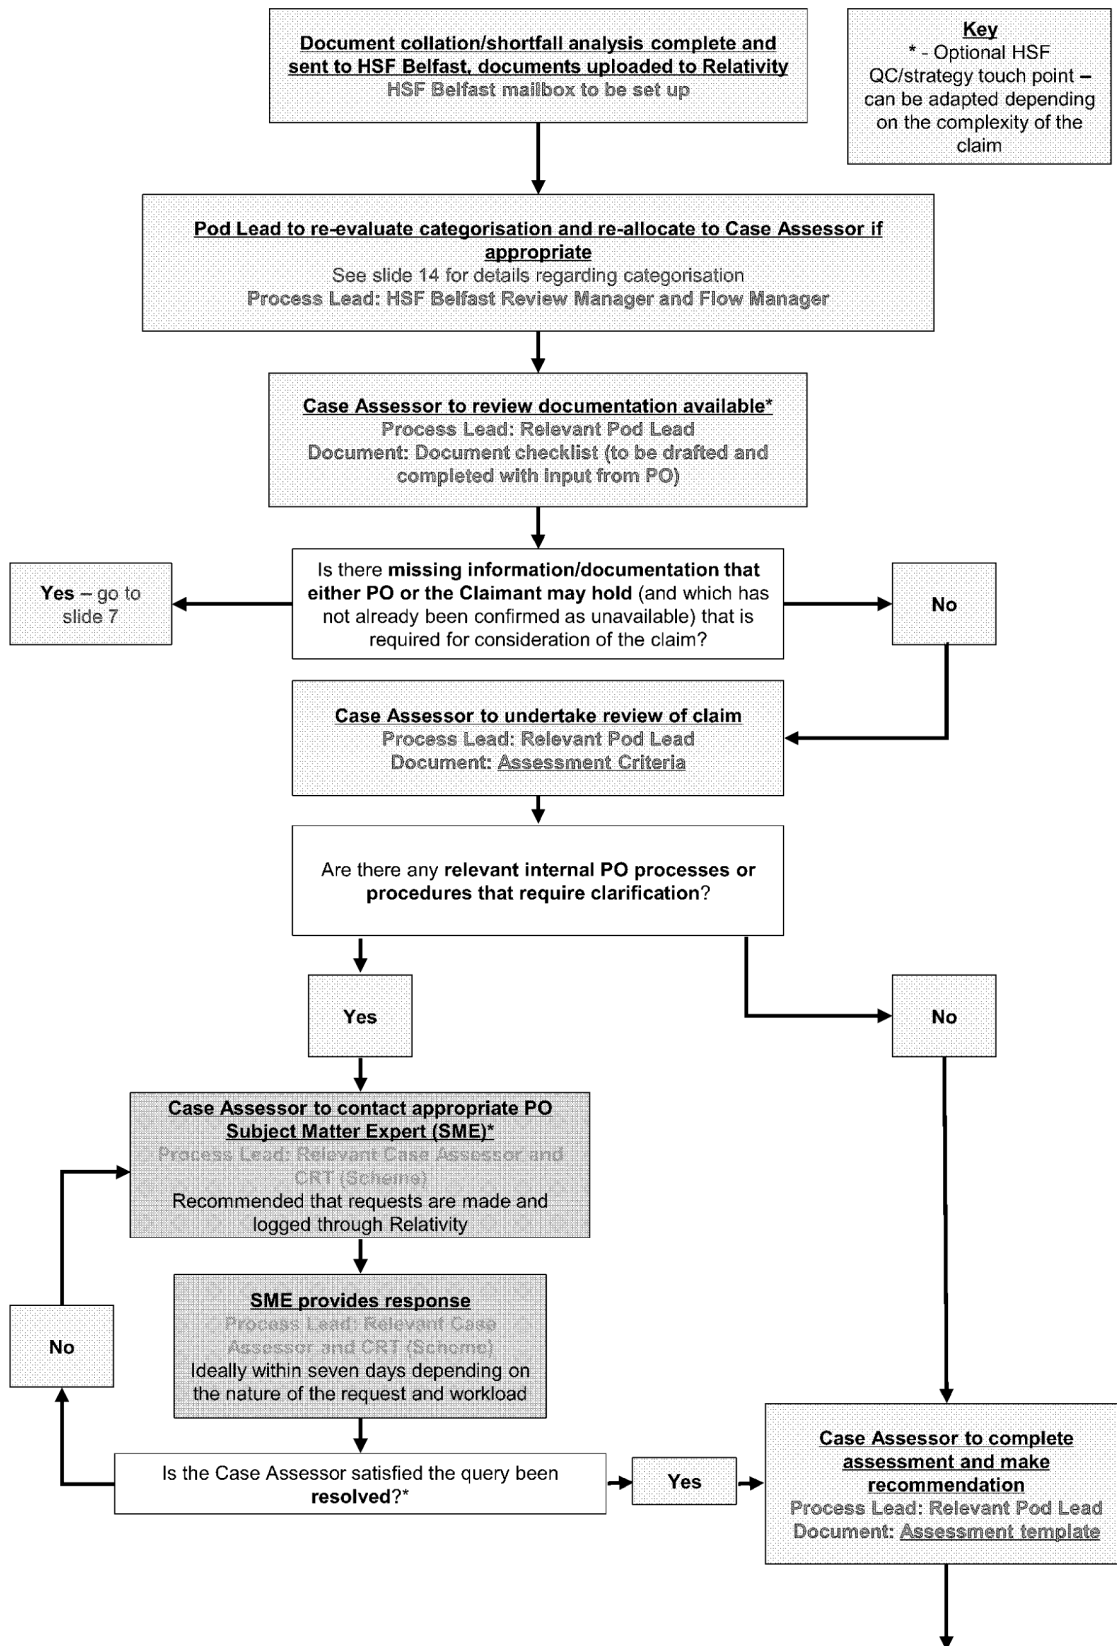 Document collation/shortfall analysis complete and
sent to HSF Belfast, documents uploaded to Relativity
HSF Belfast mailbox to be set up
Key
* - Optional HSF
QC/strategy touch point –
can be adapted depending
on the complexity of the
claim
Pod Lead to re-evaluate categorisation and re-allocate to Case Assessor if
appropriate
See slide 14 for details regarding categorisation
Process Lead: HSF Belfast Review Manager and Flow Manager
Case Assessor to review documentation available*
Process Lead: Relevant Pod Lead
Document: Document checklist (to be drafted and
completed with input from PO)
Yes – go to
slide 7
Is there missing information/documentation that
either PO or the Claimant may hold (and which has
not already been confirmed as unavailable) that is
required for consideration of the claim?
No
Case Assessor to undertake review of claim
Process Lead: Relevant Pod Lead
Document: Assessment Criteria
Are there any relevant internal PO processes or
procedures that require clarification?
Yes
No
Case Assessor to contact appropriate PO
Subject Matter Expert (SME)*
Process Lead: Relevant Case Assessor and
CRT (Scheme)
Recommended that requests are made and
logged through Relativity
SME provides response
Process Lead: Relevant Case
Assessor and CRT (Scheme)
Ideally within seven days depending on
the nature of the request and workload
No
Is the Case Assessor satisfied the query been
resolved?*
Yes
Case Assessor to complete
assessment and make
recommendation
Process Lead: Relevant Pod Lead
Document: Assessment template